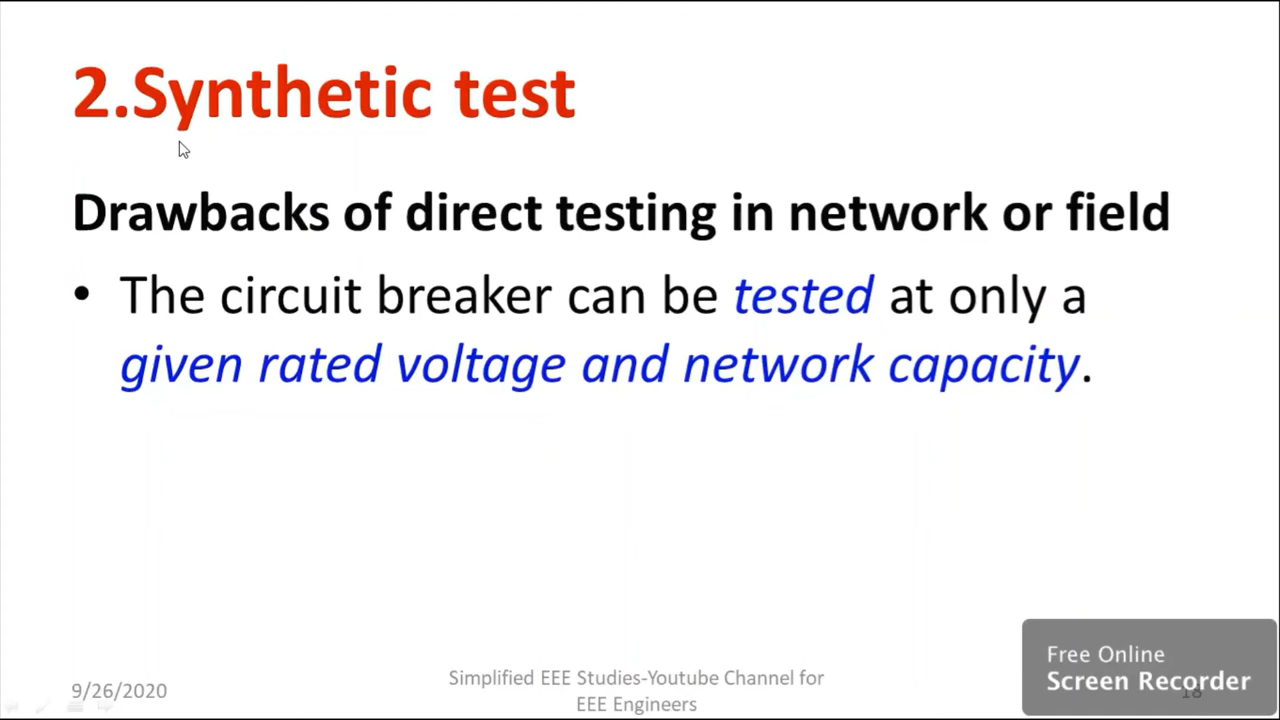 2.Synthetic test
Drawbacks of direct testing in network or field
• The circuit breaker can be tested at only a
given rated voltage and network capacity.
9/26/2020
Simplified EEE Studies-Youtube Channel for
EEE Engineers
18
Free Online
Screen Recorder